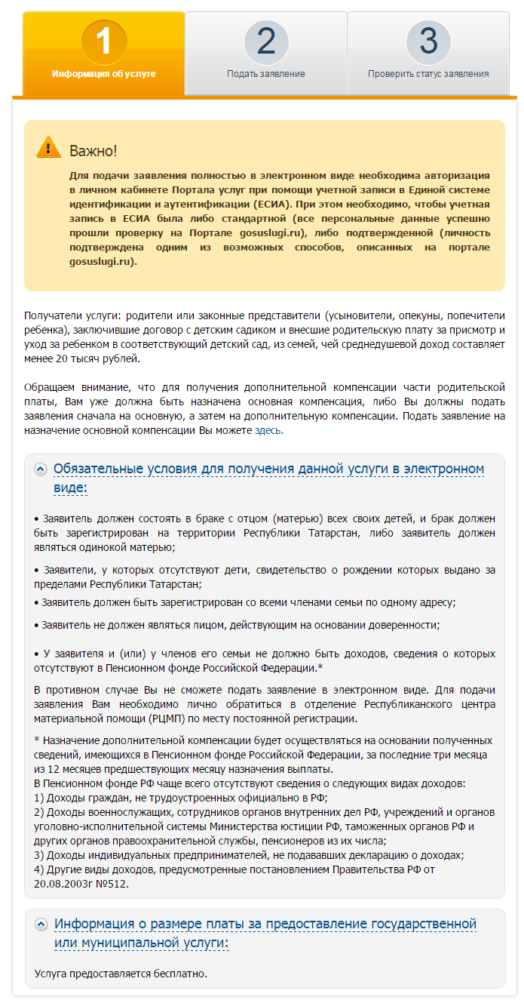 1
Информация об услуге
2
Подать заявление
3
Проверить статус заявления
Важно!
Для подачи заявления полностью в электронном виде необходима авторизация
в личном кабинете Портала услуг при помощи учетной записи в Единой системе
идентификации и аутентификации (ЕСИА). При этом необходимо, чтобы учетная
запись в ЕСИА была либо стандартной (все персональные данные успешно
прошли проверку на Портале gosuslugi.ru), либо подтвержденной (личность
подтверждена одним из возможных способов, описанных на портале
gosuslugi.ru).
Получатели услуги: родители или законные представители (усыновители, опекуны, попечители
ребенка), заключившие договор с детским садиком и внесшие родительскую плату за присмотр и
уход за ребенком в соответствующий детский сад, из семей, чей среднедушевой доход составляет
менее 20 тысяч рублей.
Обращаем внимание, что для получения дополнительной компенсации части родительской
платы, Вам уже должна быть назначена основная компенсация, либо Вы должны подать
заявления сначала на основную, а затем на дополнительную компенсации. Подать заявление на
назначение основной компенсации Вы можете здесь.
Обязательные условия для получения данной услуги в электронном
виде:
• Заявитель должен состоять в браке с отцом (матерью) всех своих детей, и брак должен
быть зарегистрирован на территории Республики Татарстан, либо заявитель должен
являться одинокой матерью;
• Заявители, у которых отсутствуют дети, свидетельство о рождении которых выдано за
пределами Республики Татарстан;
• Заявитель должен быть зарегистрирован со всеми членами семьи по одному адресу;
• Заявитель не должен являться лицом, действующим на основании доверенности;
• У заявителя и (или) у членов его семьи не должно быть доходов, сведения о которых
отсутствуют в Пенсионном фонде Российской Федерации.*
В противном случае Вы не сможете подать заявление в электронном виде. Для подачи
заявления Вам необходимо лично обратиться в отделение Республиканского центра
материальной помощи (РЦМП) по месту постоянной регистрации.
* Назначение дополнительной компенсации будет осуществляться на основании полученных
сведений, имеющихся в Пенсионном фонде Российской Федерации, за последние три месяца
из 12 месяцев предшествующих месяцу назначения выплаты.
В Пенсионном фонде РФ чаще всего отсутствуют сведения о следующих видах доходов:
1) Доходы граждан, не трудоустроенных официально в РФ;
2) Доходы военнослужащих, сотрудников органов внутренних дел РФ, учреждений и органов
уголовно-исполнительной системы Министерства юстиции РФ, таможенных органов РФ и
других органов правоохранительной службы, пенсионеров из их числа;
3) Доходы индивидуальных предпринимателей, не подававших декларацию о доходах;
4) Другие виды доходов, предусмотренные постановлением Правительства РФ от
20.08.2003г №512.
Информация о размере платы за предоставление государственной
или муниципальной услуги:
Услуга предоставляется бесплатно.